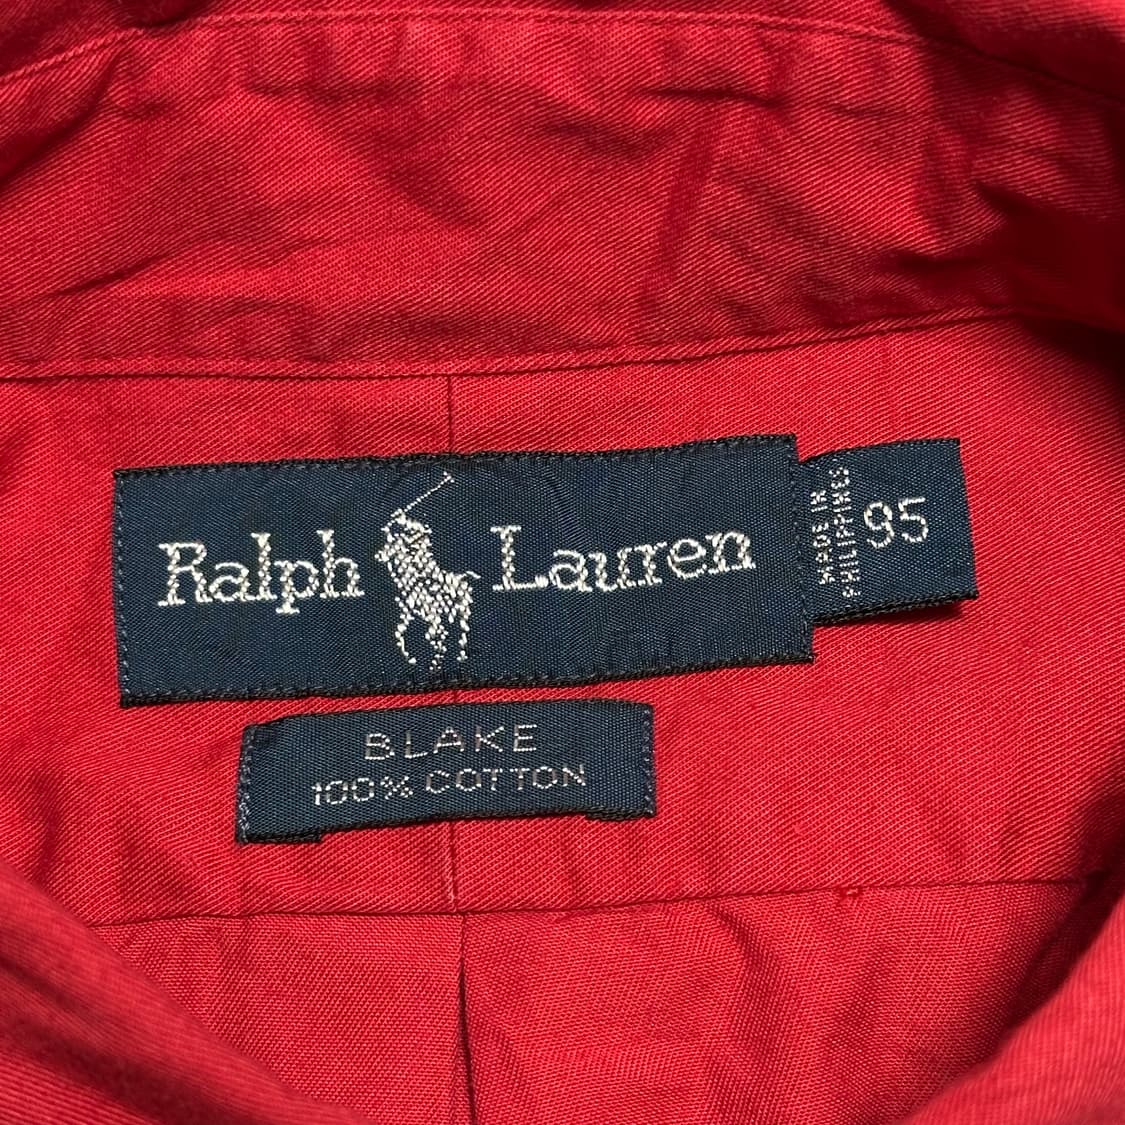 Ralph Lauren
MADE IN
PHILIPPINES
95
BLAKE
100% COTTON